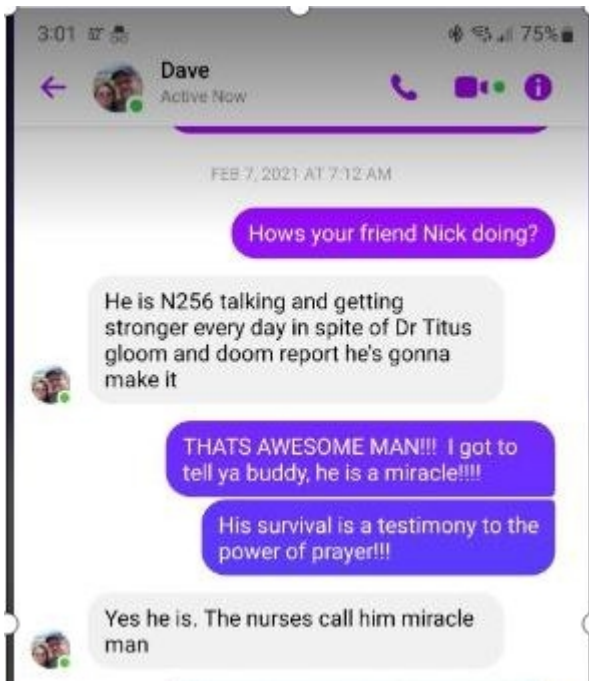 3:01 75%
Dave
Active Now
FEB 7, 2021 AT 7:12 AM
Hows your friend Nick doing?
He is N256 talking and getting
stronger every day in spite of Dr Titus
gloom and doom report he's gonna
make it
THATS AWESOME MAN!!! I got to
tell ya buddy, he is a miracle!!!!
His survival is a testimony to the
power of prayer!!!
Yes he is. The nurses call him miracle
man